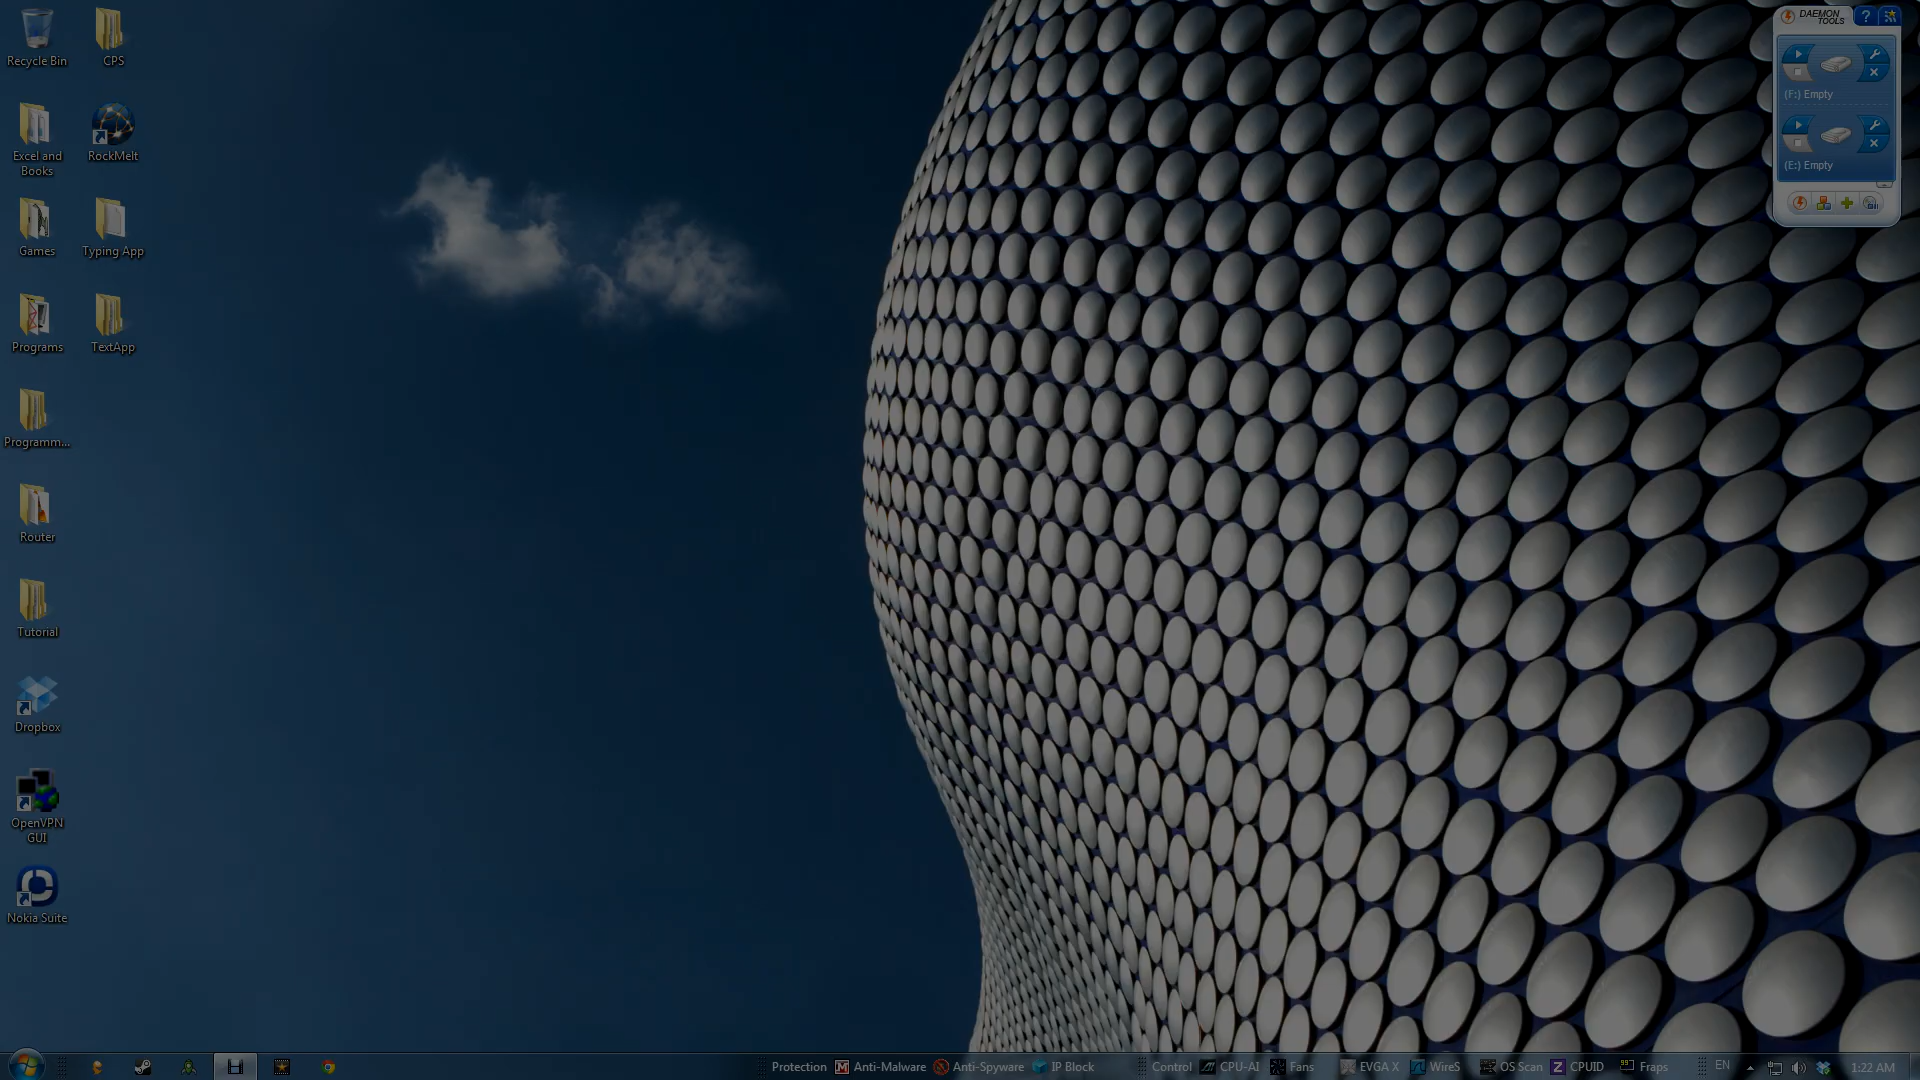 Recycle Bin
CPS
Excel and
Books
RockMelt
Games
Typing App
Programs
TextApp
Programm...
Router
Tutorial
Dropbox
OpenVPN
GUI
Nokia Suite
DAEMON
TOOLS
?
(F:) Empty
(E:) Empty
Protection
Anti-Malware
Anti-Spyware
IP Block
Control
CPU-AI
Fans
EVGA X
WireS
OS Scan
CPUID
99
Fraps
EN
1:22 AM